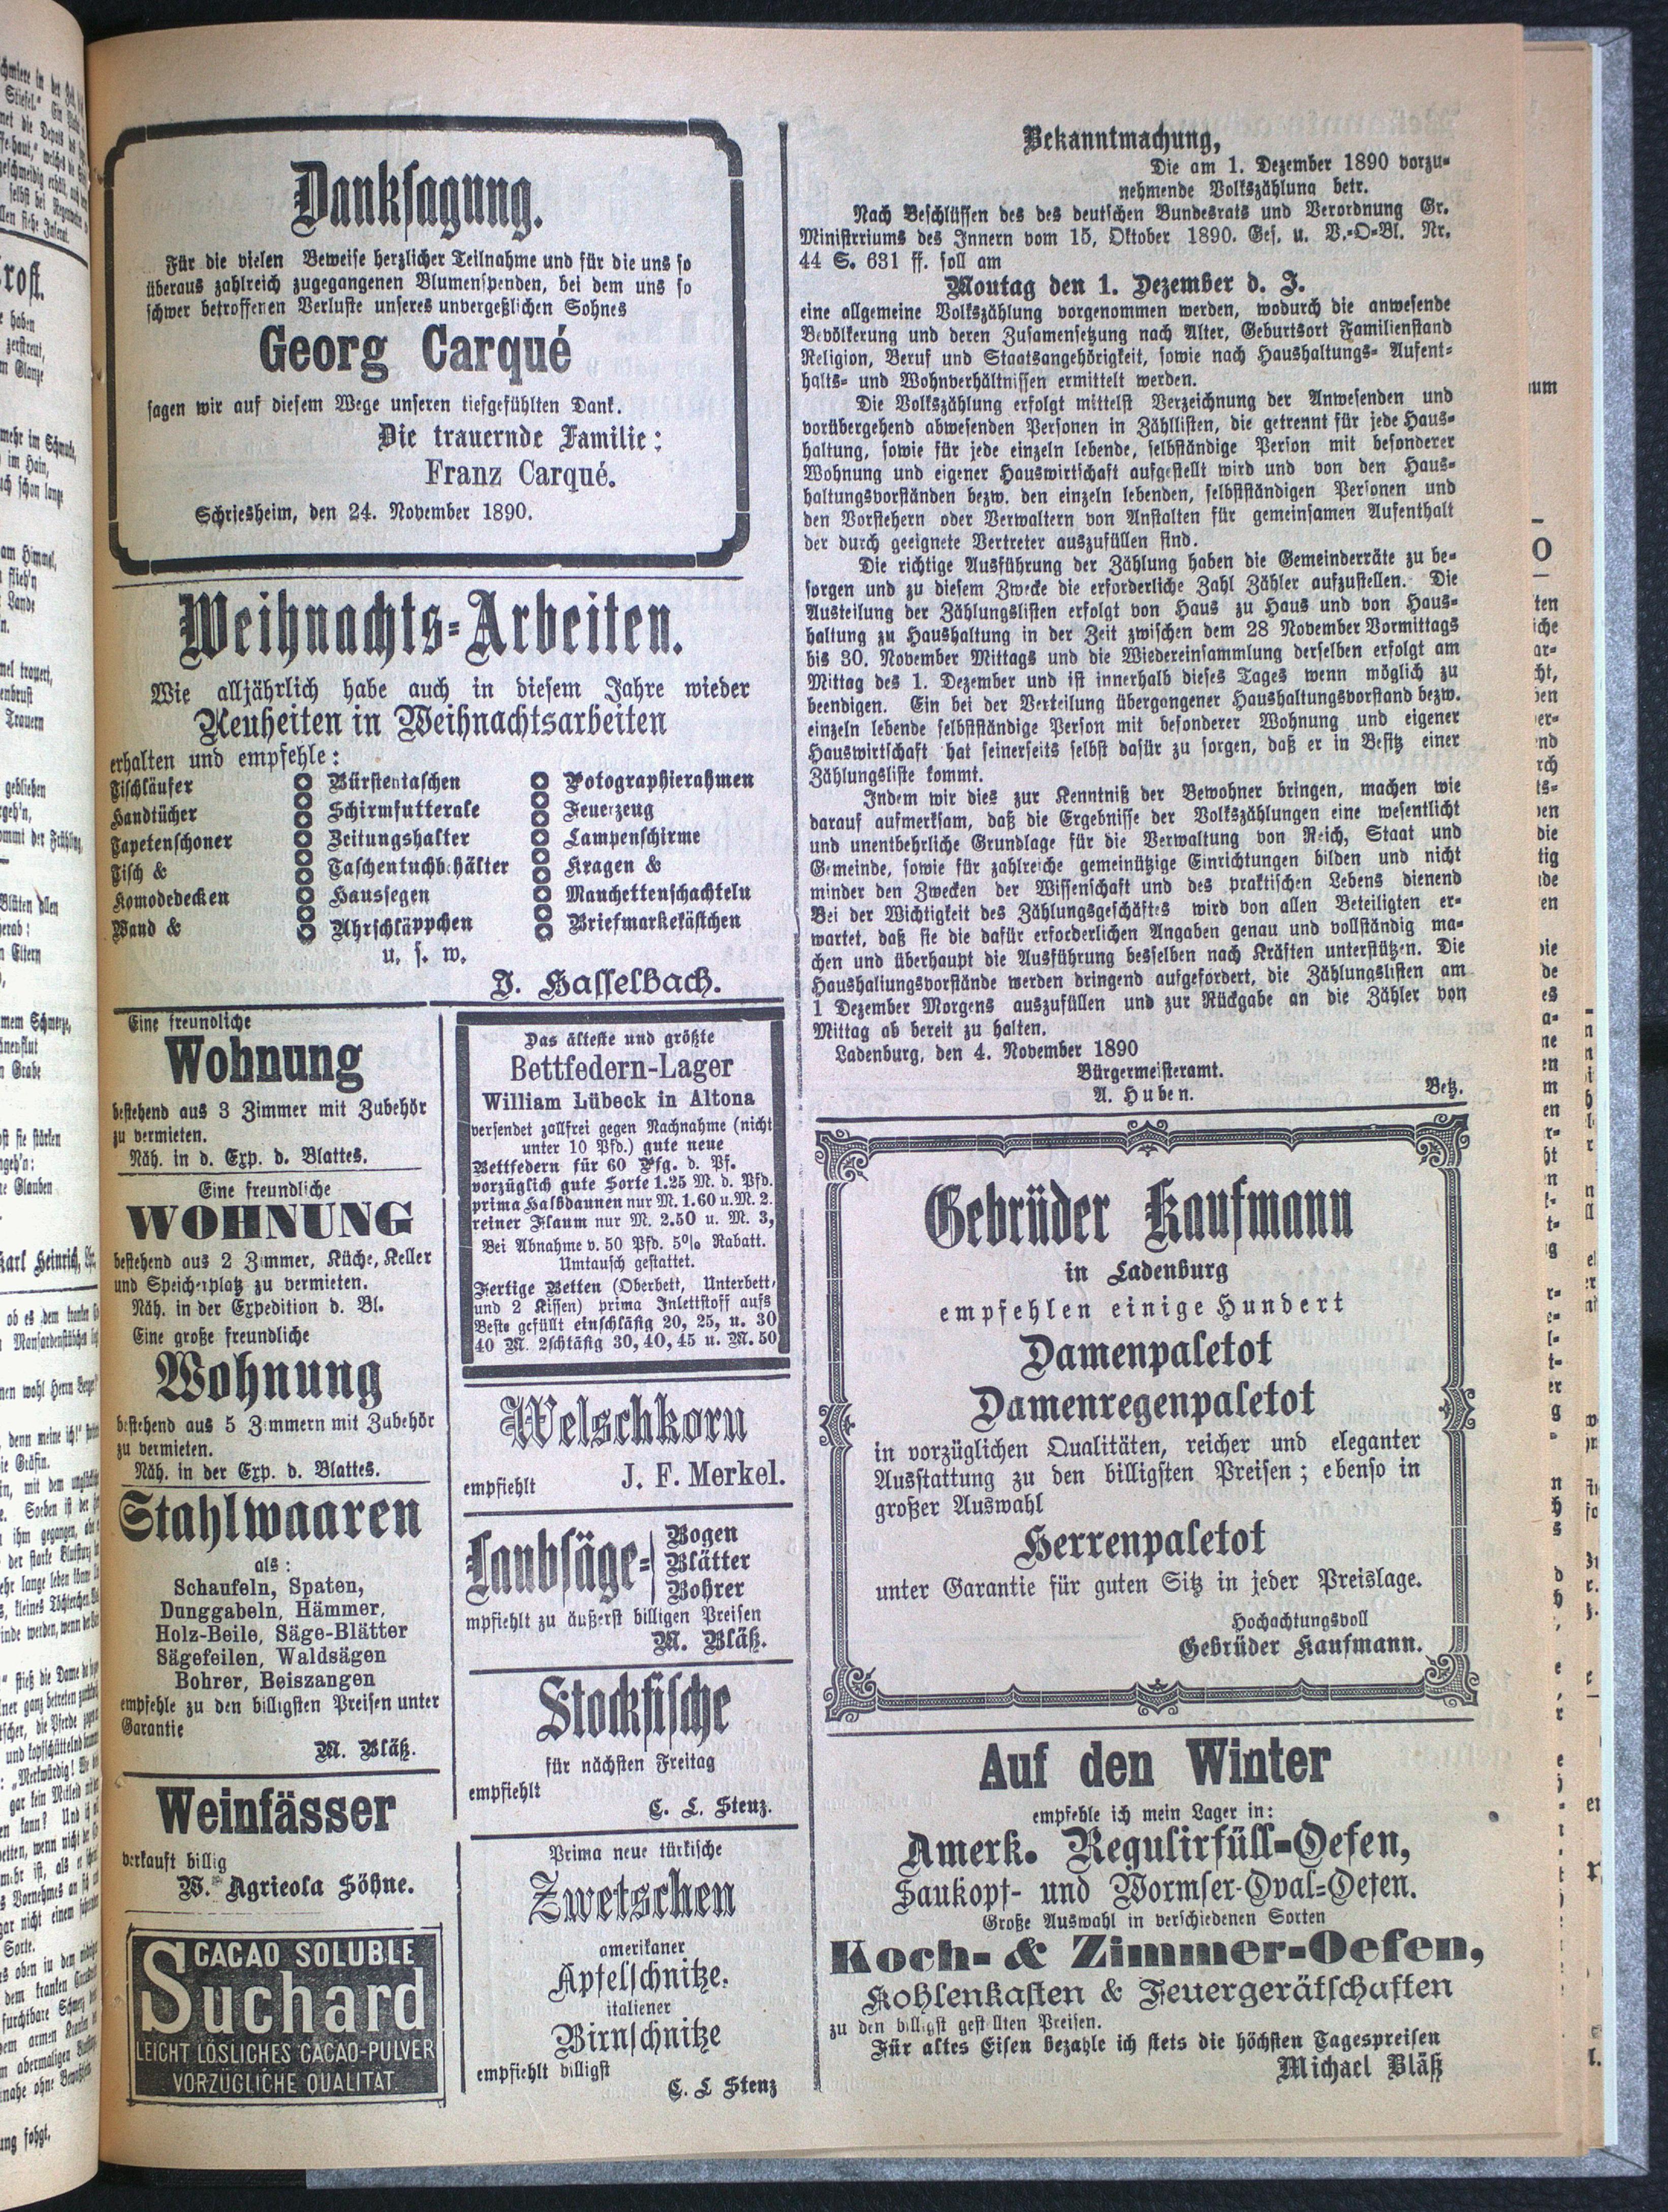 Danksagung.
Für die vielen Beweise herzlicher Teilnahme und für die uns so
überaus zahlreich zugegangenen Blumenspenden, bei dem uns so
schwer betroffenen Verluste unseres unvergeßlichen Sohnes
Georg Carqué
sagen wir auf diesem Wege unseren tiefgefühlten Dank.
Die trauernde Familie:
Franz Carqué.
Schriesheim, den 24. November 1890.
Weihnachts-Arbeiten.
Wie alljährlich habe auch in diesem Jahre wieder
Neuheiten in Weihnachtsarbeiten
erhalten und empfehle:
Tischläufer
Handtücher
Tapetenschoner
Tisch &
Komodedecken
Wand &
Bürstentaschen
Schirmfutterale
Zeitungshalter
Taschentuchbehälter
Haussegen
Uhrschläppchen
Potographierahmen
Feuerzeug
Lampenschirme
Kragen &
Manchettenschachteln
Briefmarkekästchen
u. s. w.
J. Hasselbach.
Eine freundliche
Wohnung
bestehend aus 3 Zimmer mit Zubehör
zu vermieten.
Näh. in d. Exp. d. Blattes.
Eine freundliche
WOHNUNG
bestehend aus 2 Zimmer, Küche, Keller
und Speicherplatz zu vermieten.
Näh. in der Expedition d. Bl.
Eine große freundliche
Wohnung
bestehend aus 5 Zimmern mit Zubehör
zu vermieten.
Näh. in der Exp. d. Blattes.
Stahlwaaren
als:
Schaufeln, Spaten,
Dunggabeln, Hämmer,
Holz-Beile, Säge-Blätter
Sägefeilen, Waldsägen
Bohrer, Beiszangen
empfehle zu den billigsten Preisen unter
Garantie
M. Bläß.
Weinfässer
verkauft billig
W. Agricola Söhne.
CACAO SOLUBLE
Suchard
LEICHT LÖSLICHES CACAO-PULVER
VORZÜGLICHE QUALITÄT.
Das älteste und größte
Bettfedern-Lager
William Lübeck in Altona
versendet zollfrei gegen Nachnahme (nicht
unter 10 Pfd.) gute neue
Bettfedern für 60 Pfg. d. Pf.
vorzüglich gute Sorte 1.25 M. d. Pfd.
prima Halbdaunen nur M. 1.60 u. M. 2.
reiner Flaum nur M. 2.50 u. M. 3,
Bei Abnahme v. 50 Pfd. 5% Rabatt.
Umtausch gestattet.
Fertige Betten (Oberbett, Unterbett,
und 2 Kissen) prima Inlettstoff aufs
Beste gefüllt einschläfig 20, 25, u. 30
40 M. 2schläfig 30, 40, 45 u. M. 50
Welschkorn
empfiehlt J. F. Merkel.
Laubsäge-
Bogen
Blätter
Bohrer
mpfiehlt zu äußerst billigen Preisen
M. Bläß.
Stockfische
für nächsten Freitag
empfiehlt
C. L. Stenz.
Prima neue türkische
Zwetschen
amerikaner
Apfelschnitze.
italiener
Birnschnitze
empfiehlt billigst
C. L Stenz
Bekanntmachung,
Die am 1. Dezember 1890 vorzu-
nehmende Volkszählung betr.
Nach Beschlüssen des des deutschen Bundesrats und Verordnung Gr.
Ministrriums des Innern vom 15, Oktober 1890. Ges. u. V.-O-Bl. Nr.
44 S. 631 ff. soll am
Montag den 1. Dezember d. J.
eine allgemeine Volkszählung vorgenommen werden, wodurch die anwesende
Bevölkerung und deren Zusamensetzung nach Alter, Geburtsort Familienstand
Religion, Beruf und Staatsangehörigkeit, sowie nach Haushaltungs- Aufent-
halts- und Wohnverhältnissen ermittelt werden.
Die Volkszählung erfolgt mittelst Verzeichnung der Anwesenden und
vorübergehend abwesenden Personen in Zähllisten, die getrennt für jede Haus-
haltung, sowie für jede einzeln lebende, selbständige Person mit besonderer
Wohnung und eigener Hauswirtschaft aufgestellt wird und von den Haus-
haltungsvorständen bezw. den einzeln lebenden, selbstständigen Personen und
den Vorstehern oder Verwaltern von Anstalten für gemeinsamen Aufenthalt
der durch geeignete Vertreter auszufüllen sind.
Die richtige Ausführung der Zählung haben die Gemeinderräte zu be-
sorgen und zu diesem Zwecke die erforderliche Zahl Zähler aufzustellen. Die
Austeilung der Zählungslisten erfolgt von Haus zu Haus und von Haus-
haltung zu Haushaltung in der Zeit zwischen dem 28 November Vormittags
bis 30. November Mittags und die Wiedereinsammlung derselben erfolgt am
Mittag des 1. Dezember und ist innerhalb dieses Tages wenn möglich zu
beendigen. Ein bei der Verteilung übergangener Haushaltungsvorstand bezw.
einzeln lebende selbstständige Person mit besonderer Wohnung und eigener
Hauswirtschaft hat seinerseits selbst dafür zu sorgen, daß er in Besitz einer
Zählungsliste kommt.
Indem wir dies zur Kenntniß der Bewohner bringen, machen wie
darauf aufmerksam, daß die Ergebnisse der Volkszählungen eine wesentlicht
und unentbehrliche Grundlage für die Verwaltung von Reich, Staat und
Gemeinde, sowie für zahlreiche gemeinützige Einrichtungen bilden und nicht
minder den Zwecken der Wissenschaft und des praktischen Lebens dienend
Bei der Wichtigkeit des Zählungsgeschäftes wird von allen Beteiligten er-
wartet, daß sie die dafür erforderlichen Angaben genau und vollständig ma-
chen und überhaupt die Ausführung besselben nach Kräften unterstützen. Die
Haushaltungsvorstände werden dringend aufgefordert, die Zählungslisten am
1 Dezember Morgens auszufüllen und zur Rückgabe an die Zähler von
Mittag ab bereit zu halten.
Ladenburg, den 4. November 1890
Bürgermeisteramt.
A. Huben. Betz.
Gebrüder Kaufmann
in Ladenburg
empfehlen einige Hundert
Damenpaletot
Damenregenpaletot
in vorzüglichen Qualitäten, reicher und eleganter
Ausstattung zu den billigsten Preisen; ebenso in
großer Auswahl
Herrenpaletot
unter Garantie für guten Sitz in jeder Preislage.
Hochachtungsvoll
Gebrüder Kaufmann.
Auf den Winter
empfehle ich mein Lager in:
Amerk. Regulirfüll-Oefen,
Saukopf- und Wormser-Oval-Oefen.
Große Auswahl in verschiedenen Sorten
Koch- & Zimmer-Oefen,
Kohlenkasten & Feuergerätschaften
zu den billigst gestellten Preisen.
Für altes Eisen bezahle ich stets die höchsten Tagespreisen
Michael Bläß